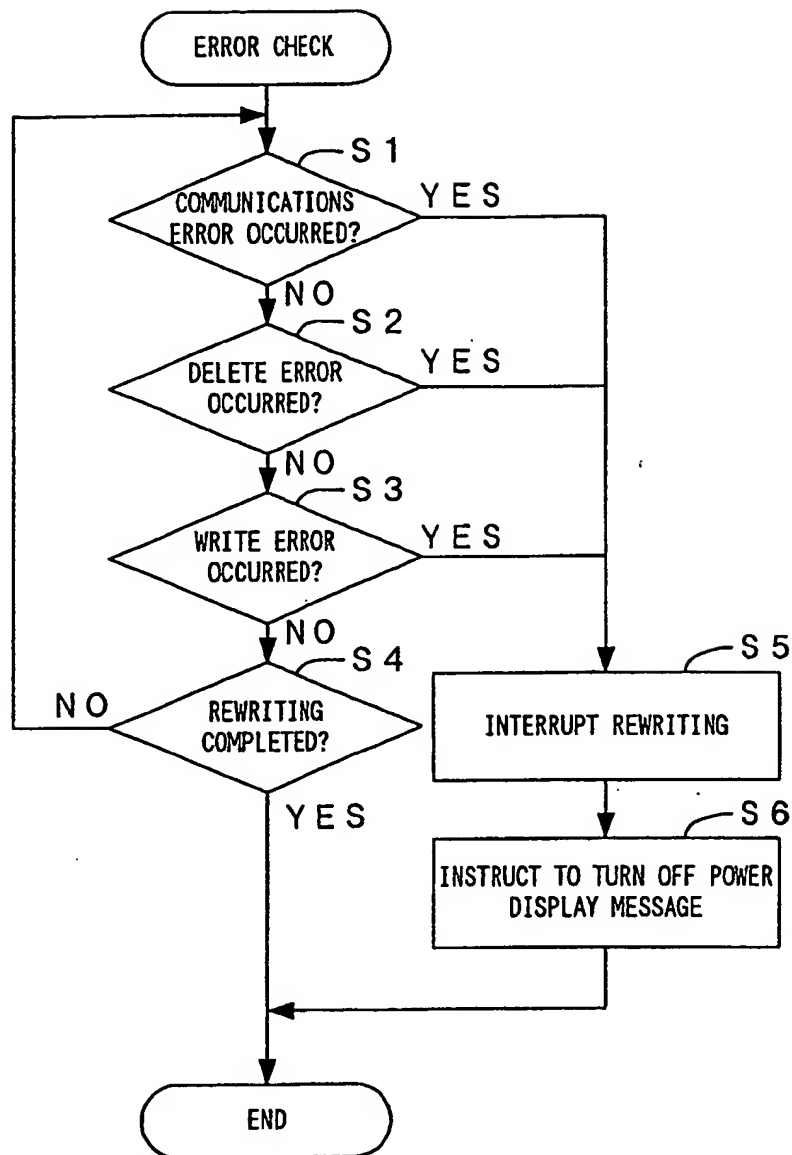 ERROR CHECK
S1
COMMUNICATIONS
ERROR OCCURRED?
YES
NO
S2
DELETE ERROR
OCCURRED?
YES
NO
S3
WRITE ERROR
OCCURRED?
YES
NO
S4
REWRITING
COMPLETED?
NO
YES
S5
INTERRUPT REWRITING
S6
INSTRUCT TO TURN OFF POWER
DISPLAY MESSAGE
END